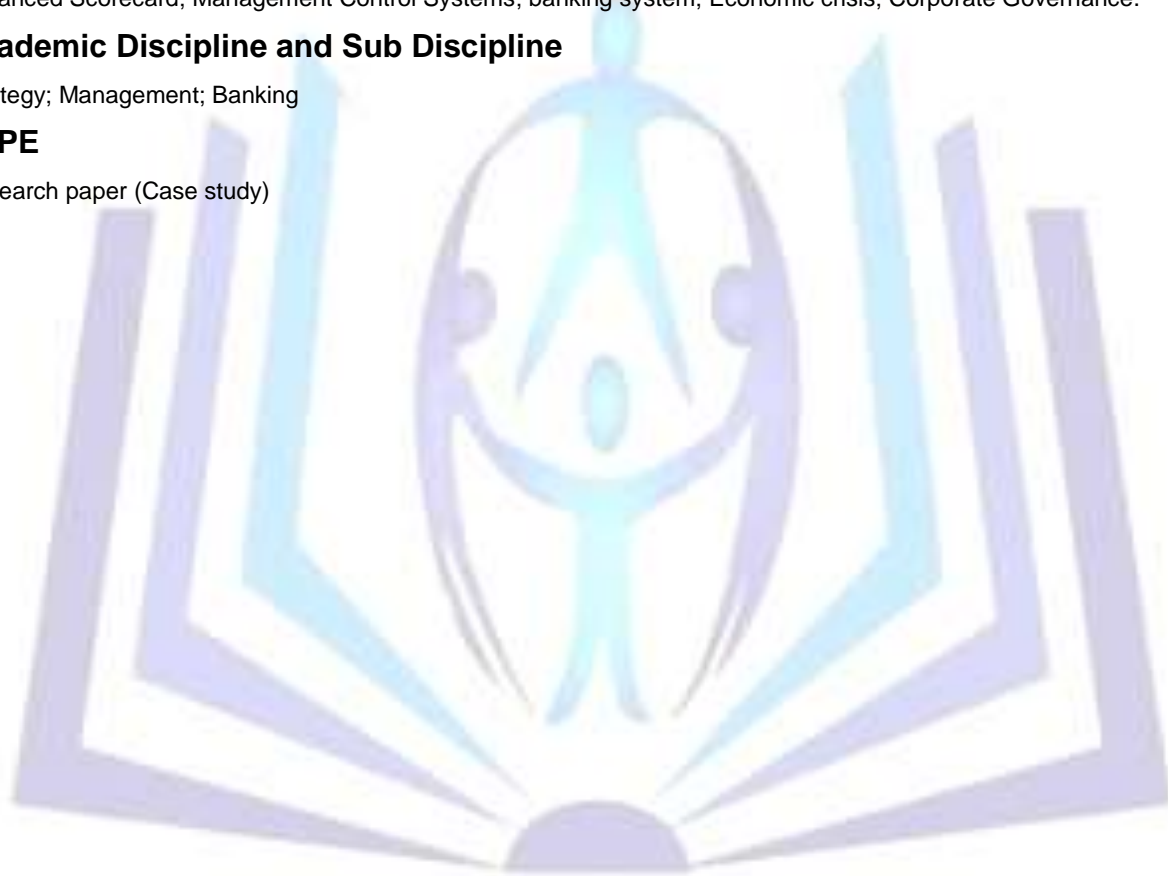 anced Scorecard; Management Control Systems; banking system; Economic crisis; Corporate Governance.
ademic Discipline and Sub Discipline
tegy; Management; Banking
PE
earch paper (Case study)